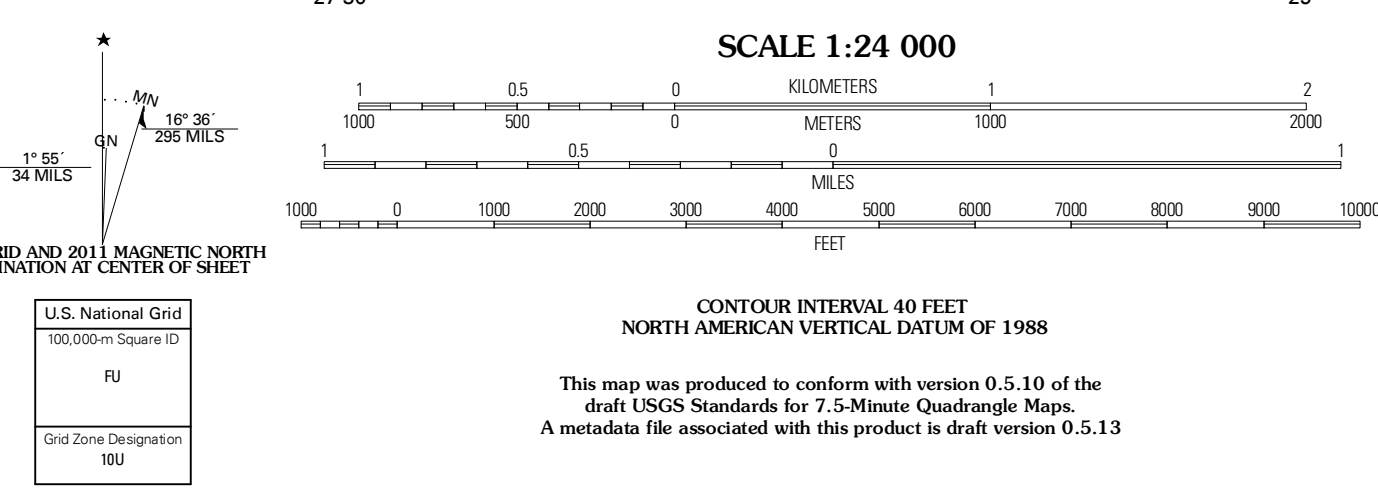 SCALE 1:24 000
1 0.5 0 KILOMETERS 1 2
1000 500 0 METERS 1000 2000
1 0.5 0 1
MILES
1000 0 1000 2000 3000 4000 5000 6000 7000 8000 9000 10000
FEET
MN
16° 36´
295 MILS
GN
1° 55´
34 MILS
AND 2011 MAGNETIC NORTH
AT CENTER OF SHEET
U.S. National Grid
100,000-m Square ID
FU
Grid Zone Designation
10U
CONTOUR INTERVAL 40 FEET
NORTH AMERICAN VERTICAL DATUM OF 1988
This map was produced to conform with version 0.5.10 of the
draft USGS Standards for 7.5-Minute Quadrangle Maps.
A metadata file associated with this product is draft version 0.5.13